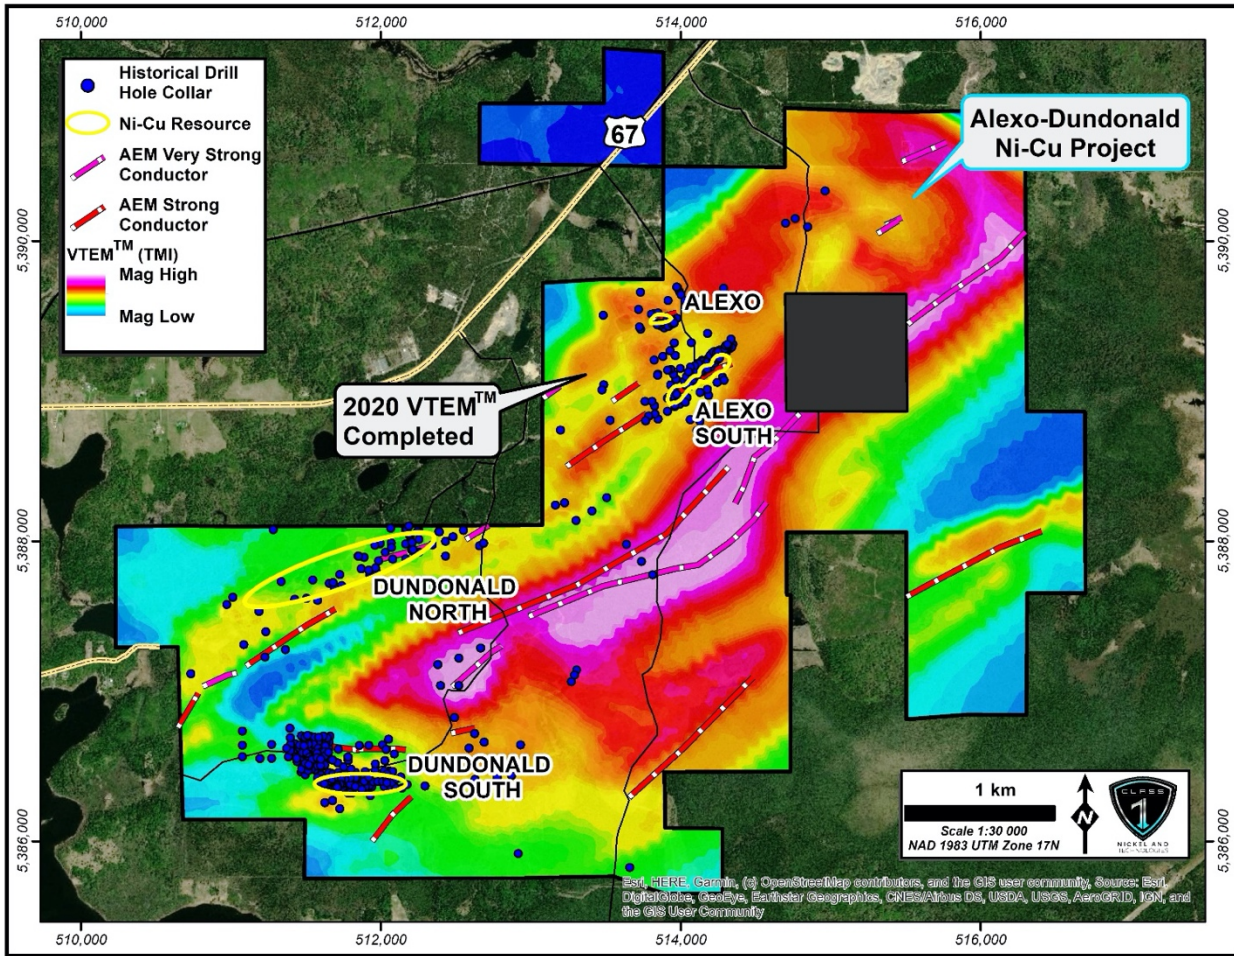 510,000
512,000
514,000
516,000
Historical Drill
Hole Collar
Ni-Cu Resource
AEM Very Strong
Conductor
AEM Strong
Conductor
VTEM™ (TMI)
Mag High
Mag Low
67
Alexo-Dundonald
Ni-Cu Project
5,390,000
5,390,000
ALEXO
2020 VTEM™
Completed
ALEXO
SOUTH
5,388,000
5,388,000
DUNDONALD
NORTH
DUNDONALD
SOUTH
1 km
Scale 1:30 000
NAD 1983 UTM Zone 17N
N
CLASS
1
NICKEL AND
TECHNOLOGIES
5,386,000
5,386,000
Esri, HERE, Garmin, (c) OpenStreetMap contributors, and the GIS user community, Source: Esri,
DigitalGlobe, GeoEye, Earthstar Geographics, CNES/Airbus DS, USDA, USGS, AeroGRID, IGN, and
the GIS User Community
510,000
512,000
514,000
516,000